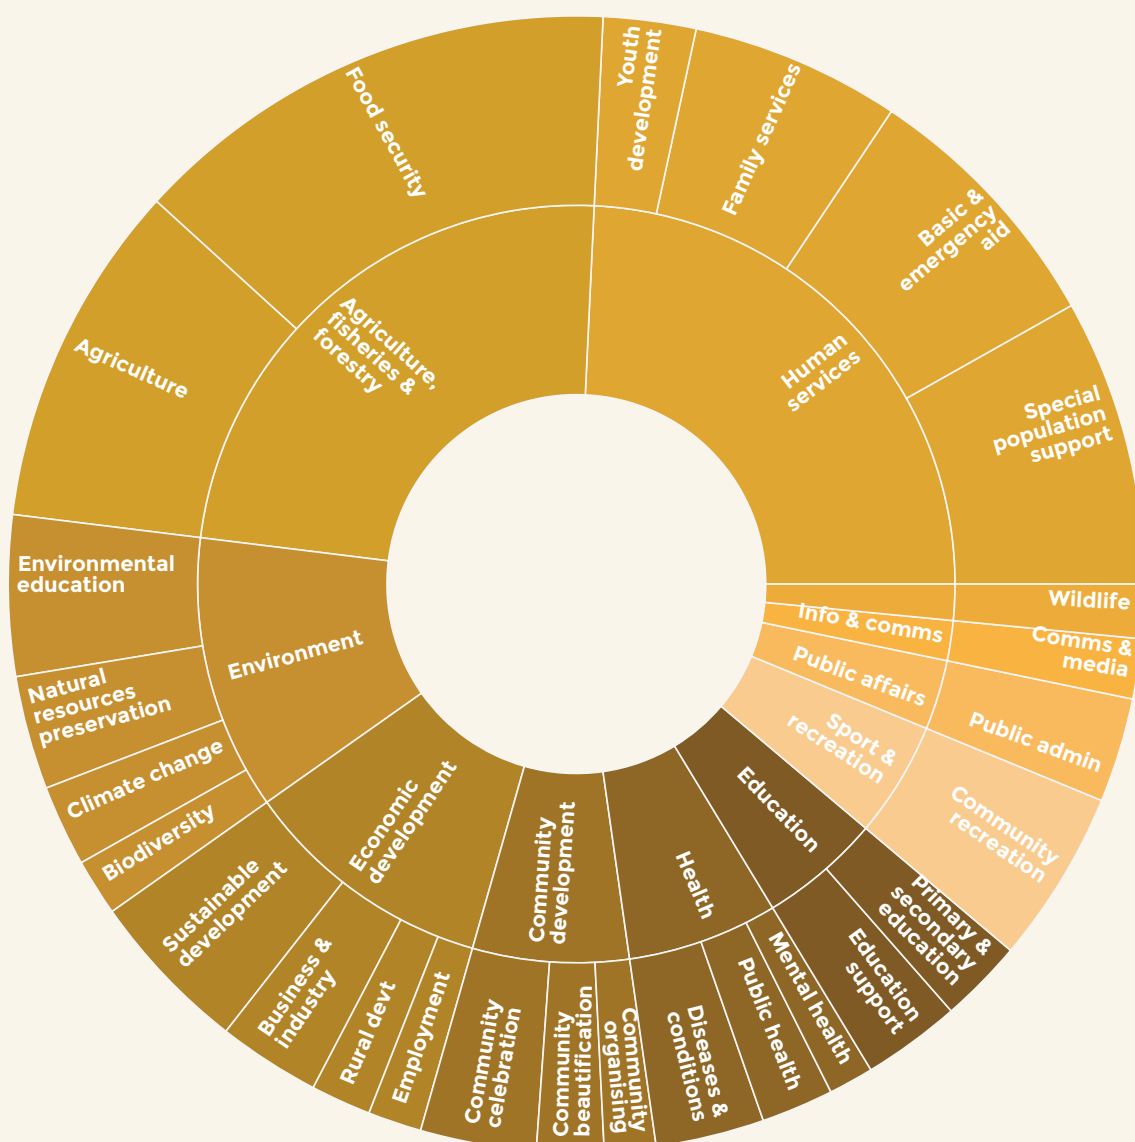 Youth
development
Family services
Basic &
emergency
aid
Special
population
support
Wildlife
Comms &
media
Public admin
Community
recreation
Primary &
secondary
education
Education
support
Mental health
Public health
Diseases &
conditions
Community
organising
Community
beautification
Community
celebration
Employment
Rural devt
Business &
industry
Sustainable
development
Biodiversity
Climate change
Natural
resources
preservation
Environmental
education
Agriculture
Food security
Human
services
Info & comms
Public affairs
Sport &
recreation
Education
Health
Community
development
Economic
development
Environment
Agriculture,
fisheries &
forestry